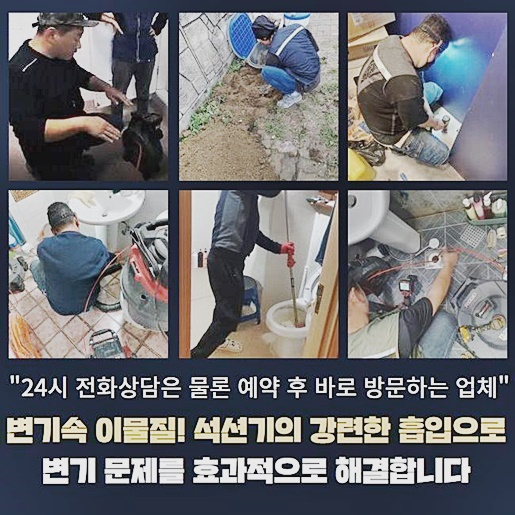 "24시 전화상담은 물론 예약 후 바로 방문하는 업체"
변기속 이물질! 석션기의 강련한 흡입으로
변기 문제를 효과적으로 해결합니다